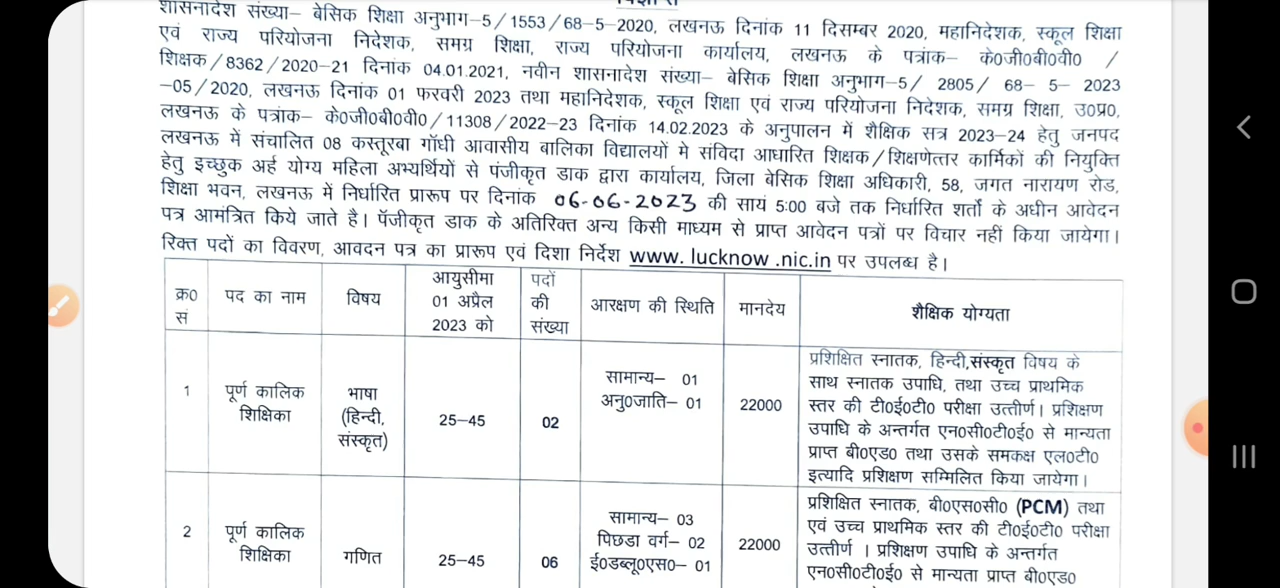 विज्ञप्ति
शासनादेश संख्या– बेसिक शिक्षा अनुभाग–5/1553/68–5–2020, लखनऊ दिनांक 11 दिसम्बर 2020, महानिदेशक, स्कूल शिक्षा
एवं राज्य परियोजना निदेशक, समग्र शिक्षा, राज्य परियोजना कार्यालय, लखनऊ के पत्रांक– के0जी0बी0वी0 /
शिक्षक/8362/2020–21 दिनांक 04.01.2021, नवीन शासनादेश संख्या– बेसिक शिक्षा अनुभाग–5/ 2805/ 68– 5– 2023
–05/2020, लखनऊ दिनांक 01 फरवरी 2023 तथा महानिदेशक, स्कूल शिक्षा एवं राज्य परियोजना निदेशक, समग्र शिक्षा, उ0प्र0,
लखनऊ के पत्रांक– के0जी0बी0वी0/11308/2022–23 दिनांक 14.02.2023 के अनुपालन में शैक्षिक सत्र 2023–24 हेतु जनपद
लखनऊ में संचालित 08 कस्तूरबा गॉधी आवासीय बालिका विद्यालयों मे संविदा आधारित शिक्षक/शिक्षणेत्तर कार्मिकों की नियुक्ति
हेतु इच्छुक अर्ह योग्य महिला अभ्यर्थियों से पंजीकृत डाक द्वारा कार्यालय, जिला बेसिक शिक्षा अधिकारी, 58, जगत नारायण रोड,
शिक्षा भवन, लखनऊ में निर्धारित प्रारूप पर दिनांक 06-06-2023 की सायं 5:00 बजे तक निर्धारित शर्तो के अधीन आवेदन
पत्र आमंत्रित किये जाते है। पॅजीकृत डाक के अतिरिक्त अन्य किसी माध्यम से प्राप्त आवेदन पत्रों पर विचार नहीं किया जायेगा।
रिक्त पदों का विवरण, आवदन पत्र का प्रारूप एवं दिशा निर्देश www. lucknow .nic.in पर उपलब्ध है।
क्र0 सं पद का नाम विषय आयुसीमा 01 अप्रैल 2023 को पदों की संख्या आरक्षण की स्थिति मानदेय शैक्षिक योग्यता
1 पूर्ण कालिक शिक्षिका भाषा (हिन्दी, संस्कृत) 25–45 02 सामान्य– 01 अनु0जाति– 01 22000
प्रशिक्षित स्नातक, हिन्दी,संस्कृत विषय के
साथ स्नातक उपाधि, तथा उच्च प्राथमिक
स्तर की टी0ई0टी0 परीक्षा उत्तीर्ण। प्रशिक्षण
उपाधि के अन्तर्गत एन0सी0टी0ई0 से मान्यता
प्राप्त बी0एड0 तथा उसके समकक्ष एल0टी0
इत्यादि प्रशिक्षण सम्मिलित किया जायेगा।
2 पूर्ण कालिक शिक्षिका गणित 25–45 06 सामान्य– 03 पिछडा वर्ग– 02 ई0डब्लू0एस0– 01 22000
प्रशिक्षित स्नातक, बी0एस0सी0 (PCM) तथा
एवं उच्च प्राथमिक स्तर की टी0ई0टी0 परीक्षा
उत्तीर्ण । प्रशिक्षण उपाधि के अन्तर्गत
एन0सी0टी0ई0 से मान्यता प्राप्त बी0एड0